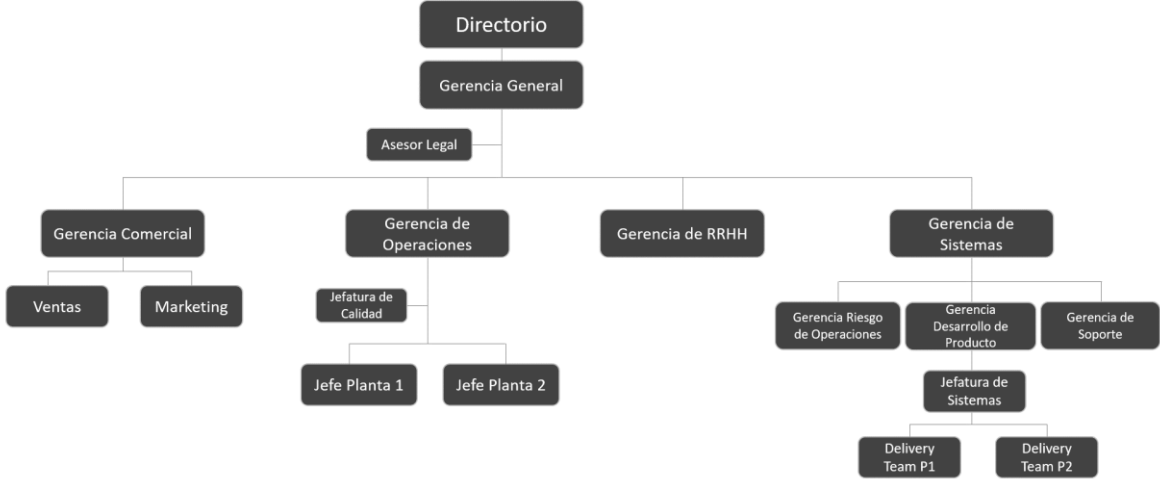 Directorio
Gerencia General
Asesor Legal
Gerencia Comercial
Gerencia de
Operaciones
Gerencia de RRHH
Gerencia de
Sistemas
Ventas
Marketing
Jefatura de
Calidad
Jefe Planta 1
Jefe Planta 2
Gerencia Riesgo
de Operaciones
Gerencia
Desarrollo de
Producto
Gerencia de
Soporte
Jefatura de
Sistemas
Delivery
Team P1
Delivery
Team P2